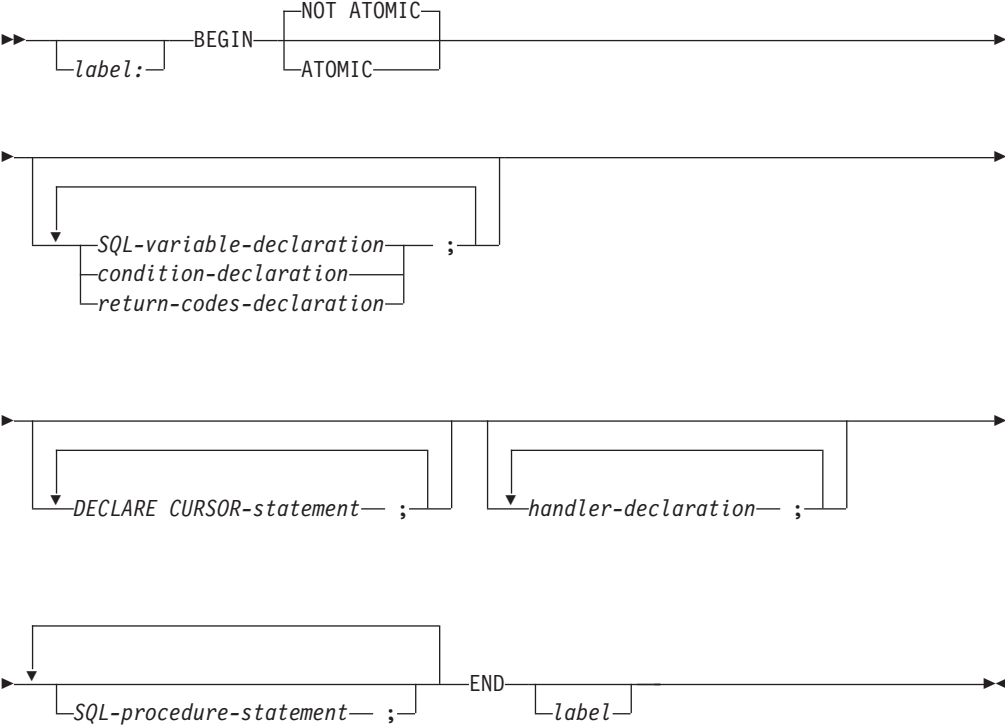 NOT ATOMIC
BEGIN
label:
ATOMIC
SQL-variable-declaration ;
condition-declaration
return-codes-declaration
DECLARE CURSOR-statement ;
handler-declaration ;
END
SQL-procedure-statement ;
label